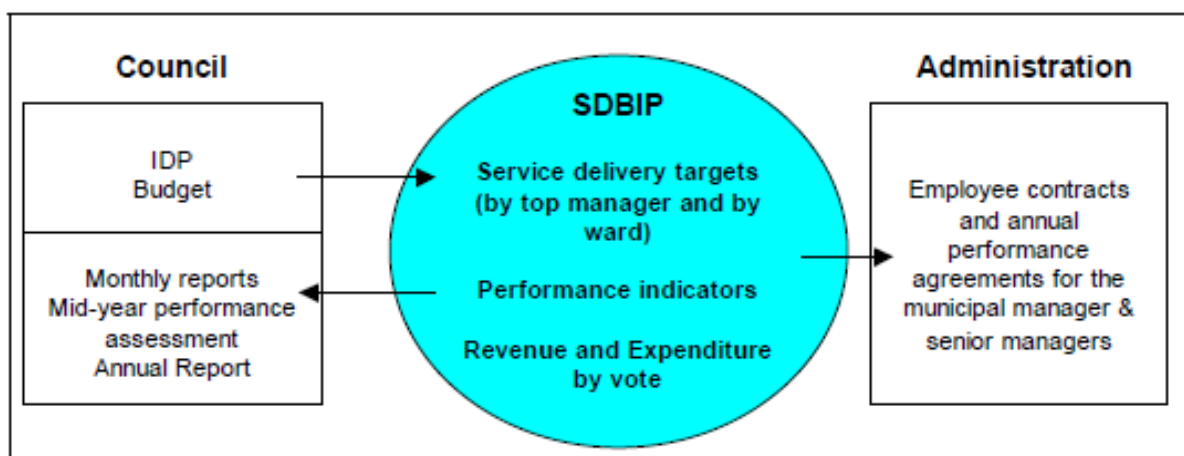 Council
IDP
Budget
Monthly reports
Mid-year performance
assessment
Annual Report
SDBIP
Service delivery targets
(by top manager and by
ward)
Performance indicators
Revenue and Expenditure
by vote
Administration
Employee contracts
and annual
performance
agreements for the
municipal manager &
senior managers